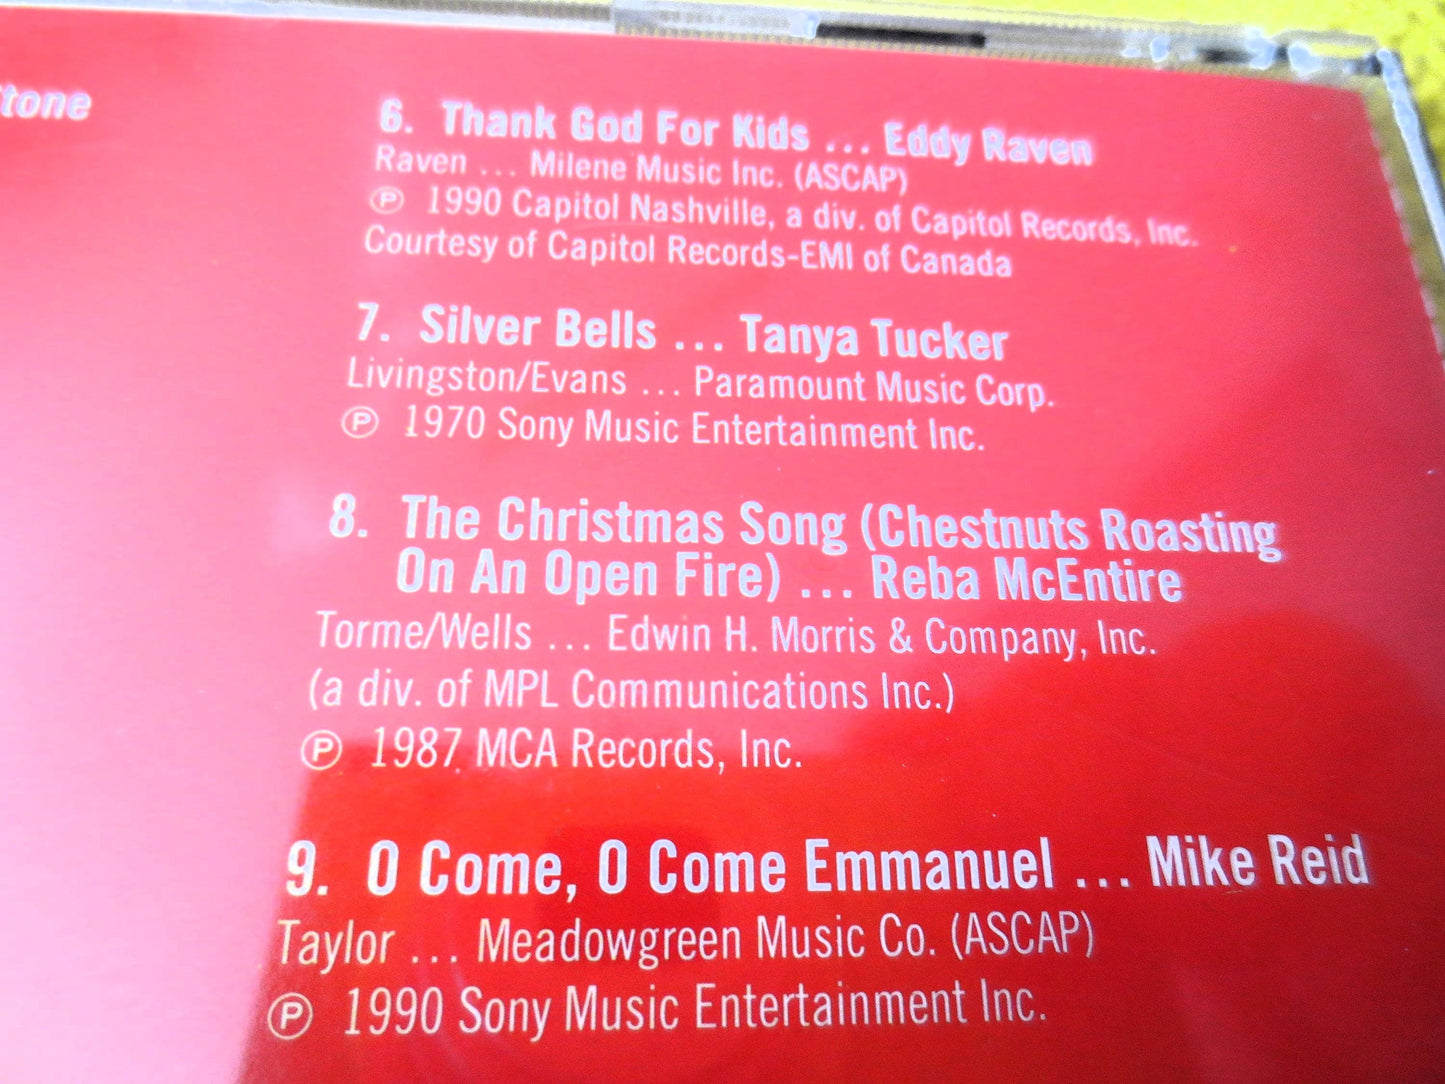 tone
6. Thank God For Kids ... Eddy Raven
Raven ... Milene Music Inc. (ASCAP)
℗ 1990 Capitol Nashville, a div. of Capitol Records, Inc.
Courtesy of Capitol Records-EMI of Canada
7. Silver Bells ... Tanya Tucker
Livingston/Evans ... Paramount Music Corp.
℗ 1970 Sony Music Entertainment Inc.
8. The Christmas Song (Chestnuts Roasting
On An Open Fire) ... Reba McEntire
Torme/Wells ... Edwin H. Morris & Company, Inc.
(a div. of MPL Communications Inc.)
℗ 1987 MCA Records, Inc.
9. O Come, O Come Emmanuel ... Mike Reid
Taylor ... Meadowgreen Music Co. (ASCAP)
℗ 1990 Sony Music Entertainment Inc.